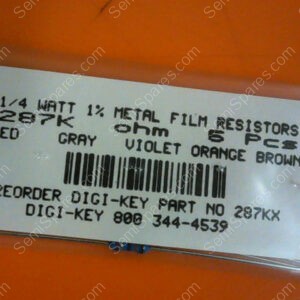 1/4 WATT 1% METAL FILM RESISTORS
287K ohm 5 Pcs
ED GRAY VIOLET ORANGE BROWN
REORDER DIGI-KEY PART NO 287KX
DIGI-KEY 800 344-4539